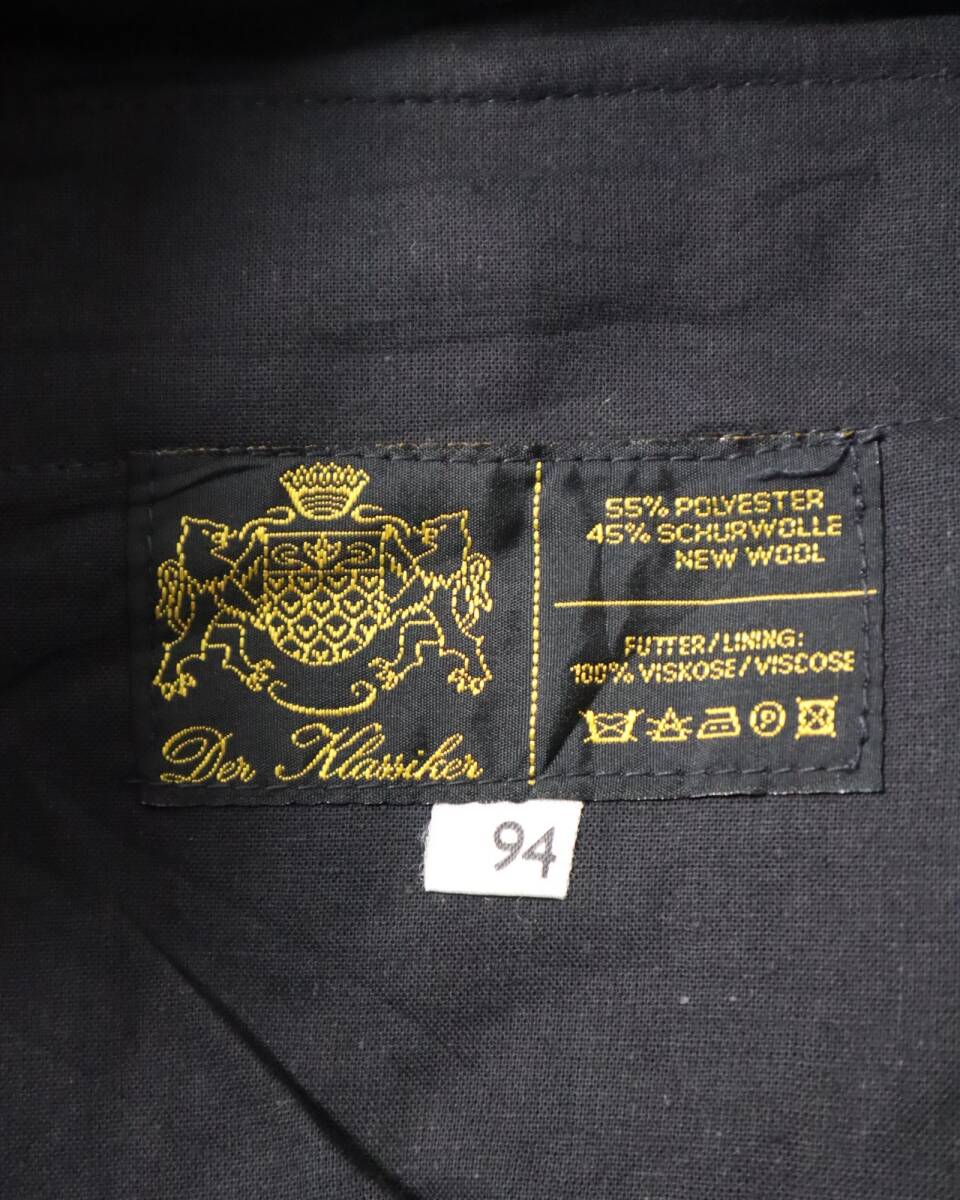 Der Klassiker
55% POLYESTER
45% SCHURWOLLE
NEW WOOL
FUTTER/LINING:
100% VISKOSE/VISCOSE
P
94